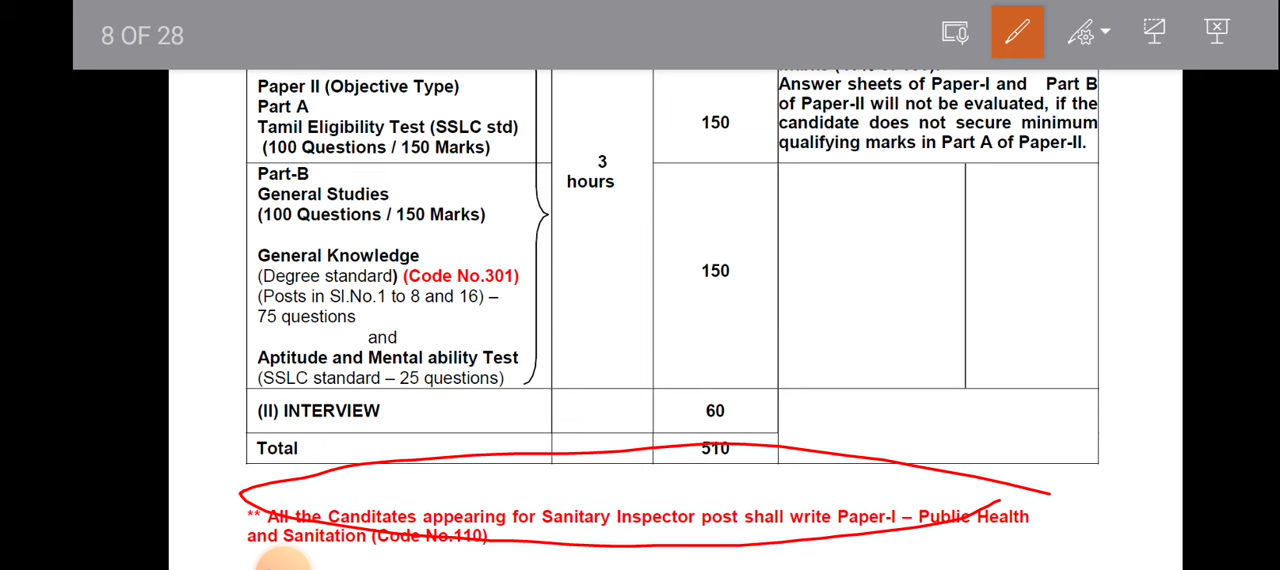 8 OF 28
Paper II (Objective Type)
Part A
Tamil Eligibility Test (SSLC std)
(100 Questions / 150 Marks)
150
Answer sheets of Paper-I and Part B
of Paper-II will not be evaluated, if the
candidate does not secure minimum
qualifying marks in Part A of Paper-II.
3
hours
Part-B
General Studies
(100 Questions / 150 Marks)
General Knowledge
(Degree standard) (Code No.301)
(Posts in Sl.No.1 to 8 and 16) –
75 questions
and
Aptitude and Mental ability Test
(SSLC standard – 25 questions)
150
(II) INTERVIEW 60
Total 510
** All the Canditates appearing for Sanitary Inspector post shall write Paper-I – Public Health
and Sanitation (Code No.110)